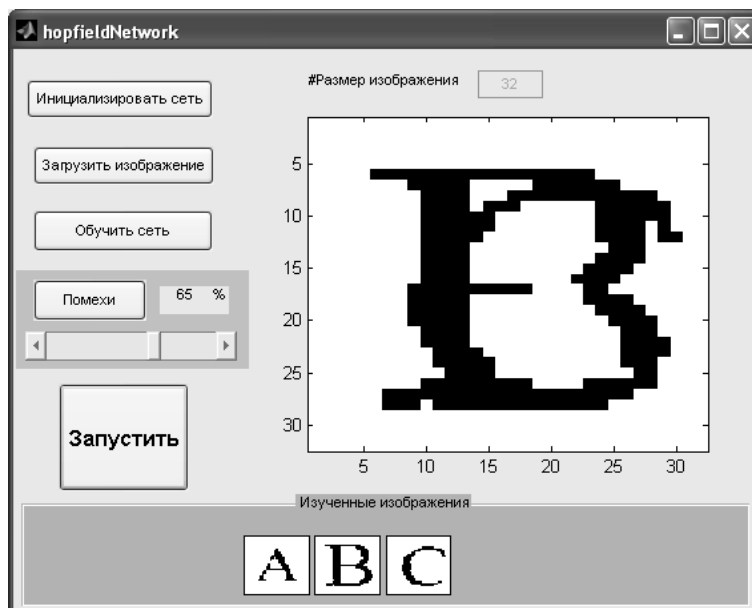 hopfieldNetwork
Инициализировать сеть
#Размер изображения 32
Загрузить изображение
Обучить сеть
Помехи 65 %
Запустить
5
10
15
20
25
30
5 10 15 20 25 30
Изученные изображения
A B C